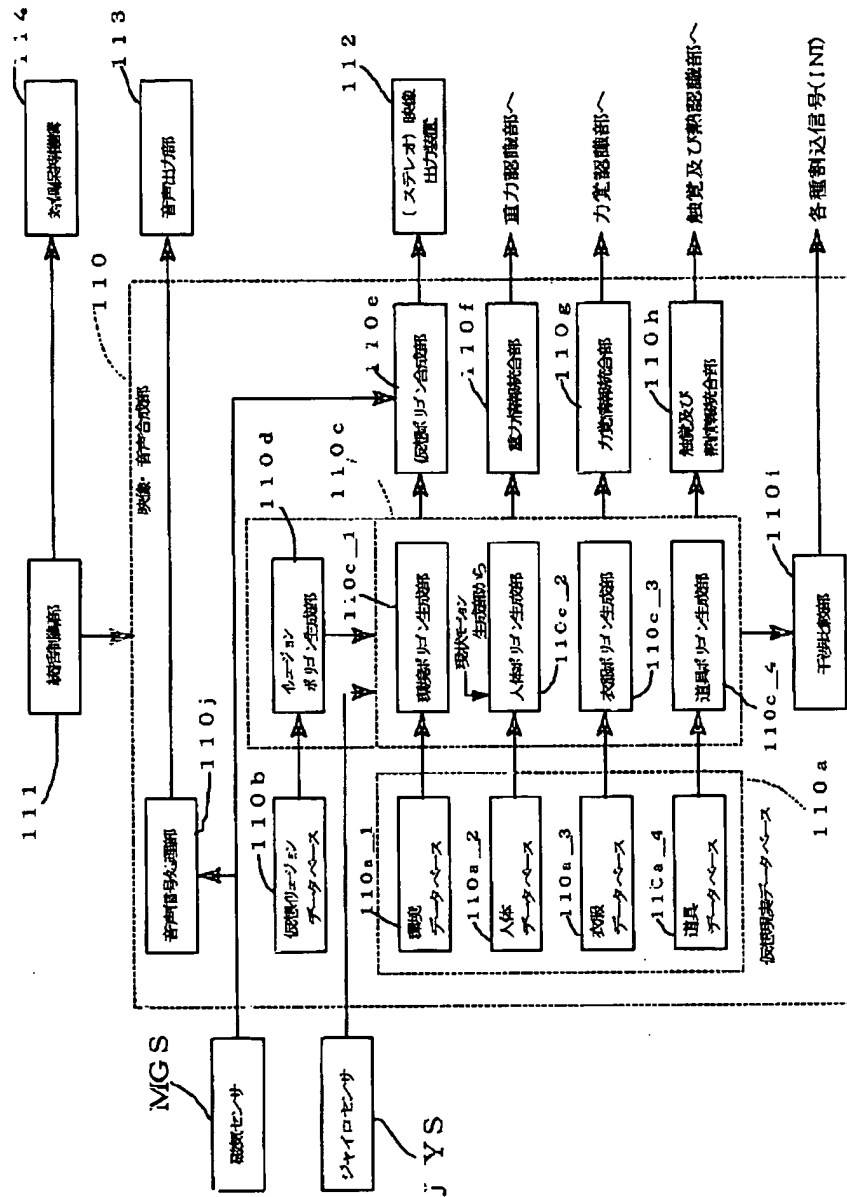 114
113
音声出力部
112
(ステレオ)映像
出力装置
重力認識部へ
力覚認識部へ
触覚及び熱認識部へ
各種割込信号(INT)
110
映像・音声合成部
110e
仮想ポリゴン合成部
110f
重力情報統合部
110g
力覚情報統合部
110h
触覚及び
熱情報統合部
111
統括制御部
110d
110c
イリュージョン
ポリゴン生成部
110c_1
環境ポリゴン生成部
現状モーション
生成部から
人体ポリゴン生成部
110c_2
衣服ポリゴン生成部
110c_3
道具ポリゴン生成部
110c_4
110i
干渉比較部
110j
音声信号処理部
110b
仮想イリュージョン
データベース
110a_1
環境
データベース
110a_2
人体
データベース
110a_3
衣服
データベース
110a_4
道具
データベース
110a
仮想現実データベース
MGS
磁気センサ
ジャイロセンサ
JYS